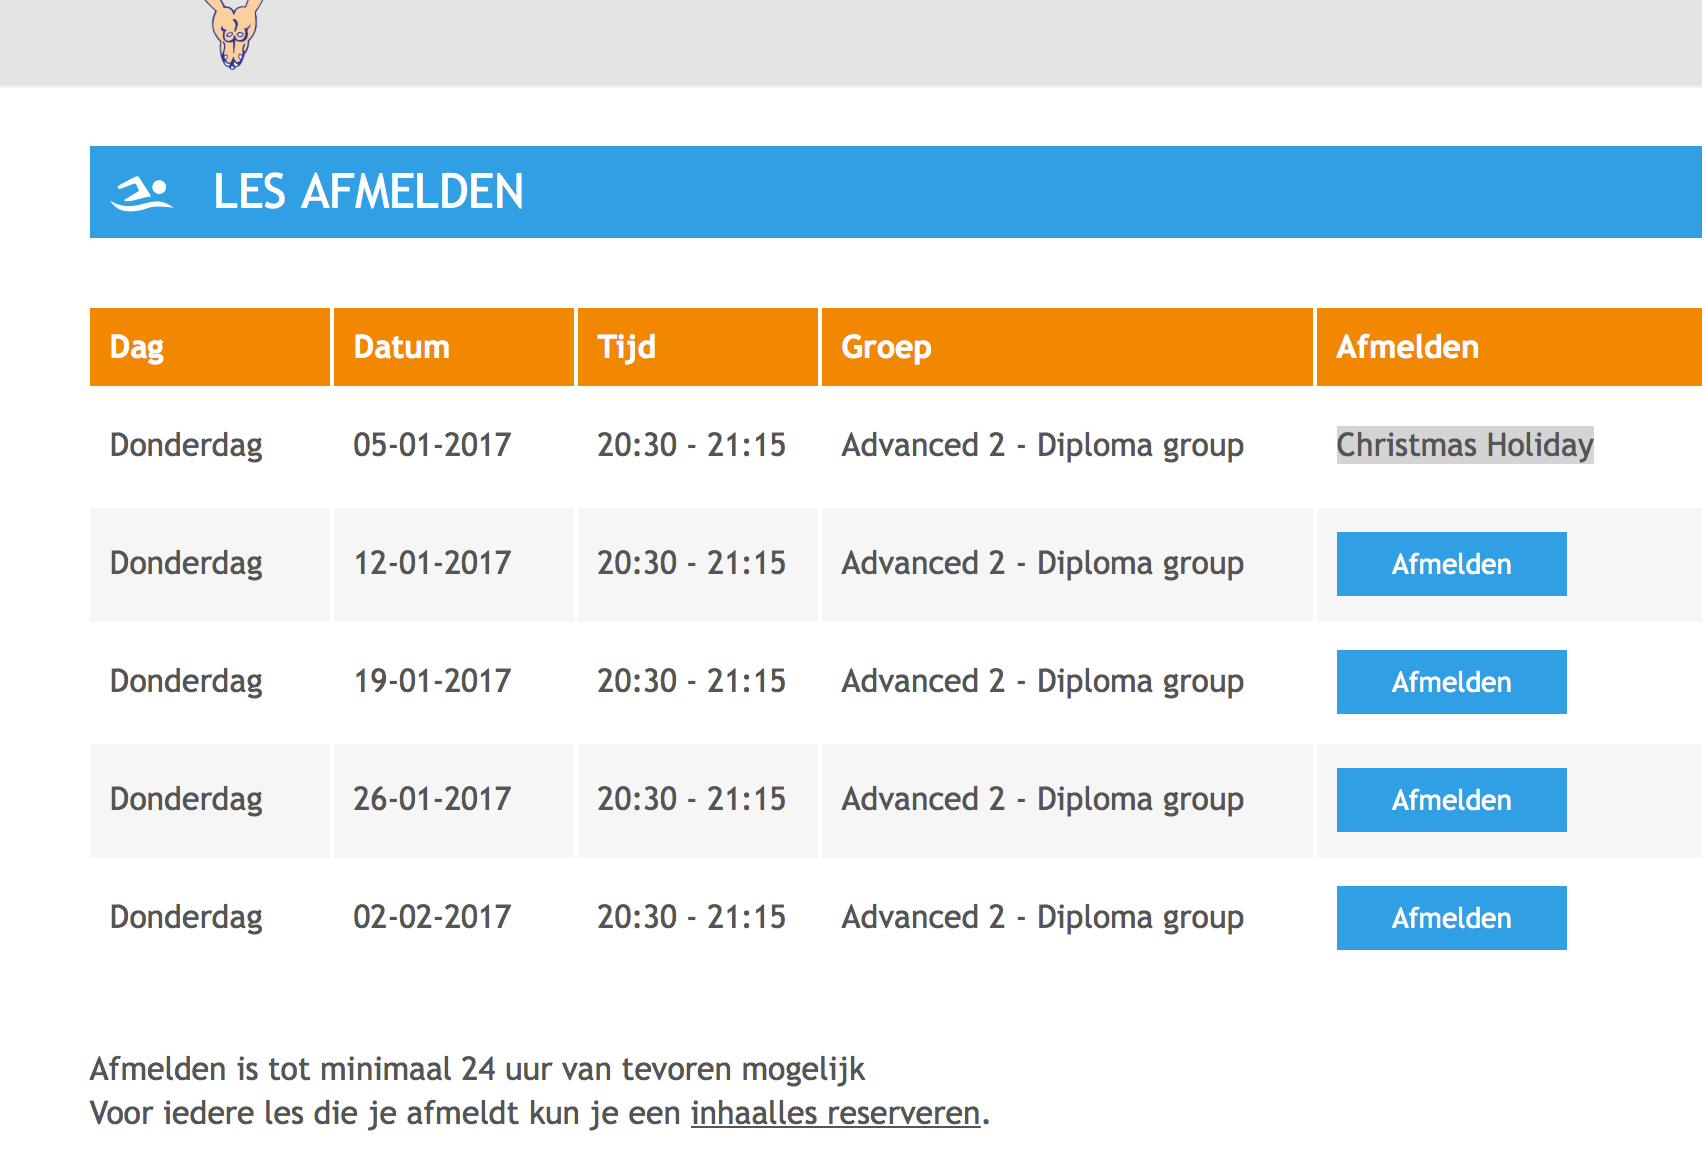 LES AFMELDEN
Dag Datum Tijd Groep Afmelden
Donderdag 05-01-2017 20:30 - 21:15 Advanced 2 - Diploma group Christmas Holiday
Donderdag 12-01-2017 20:30 - 21:15 Advanced 2 - Diploma group Afmelden
Donderdag 19-01-2017 20:30 - 21:15 Advanced 2 - Diploma group Afmelden
Donderdag 26-01-2017 20:30 - 21:15 Advanced 2 - Diploma group Afmelden
Donderdag 02-02-2017 20:30 - 21:15 Advanced 2 - Diploma group Afmelden
Afmelden is tot minimaal 24 uur van tevoren mogelijk
Voor iedere les die je afmeldt kun je een inhaalles reserveren.